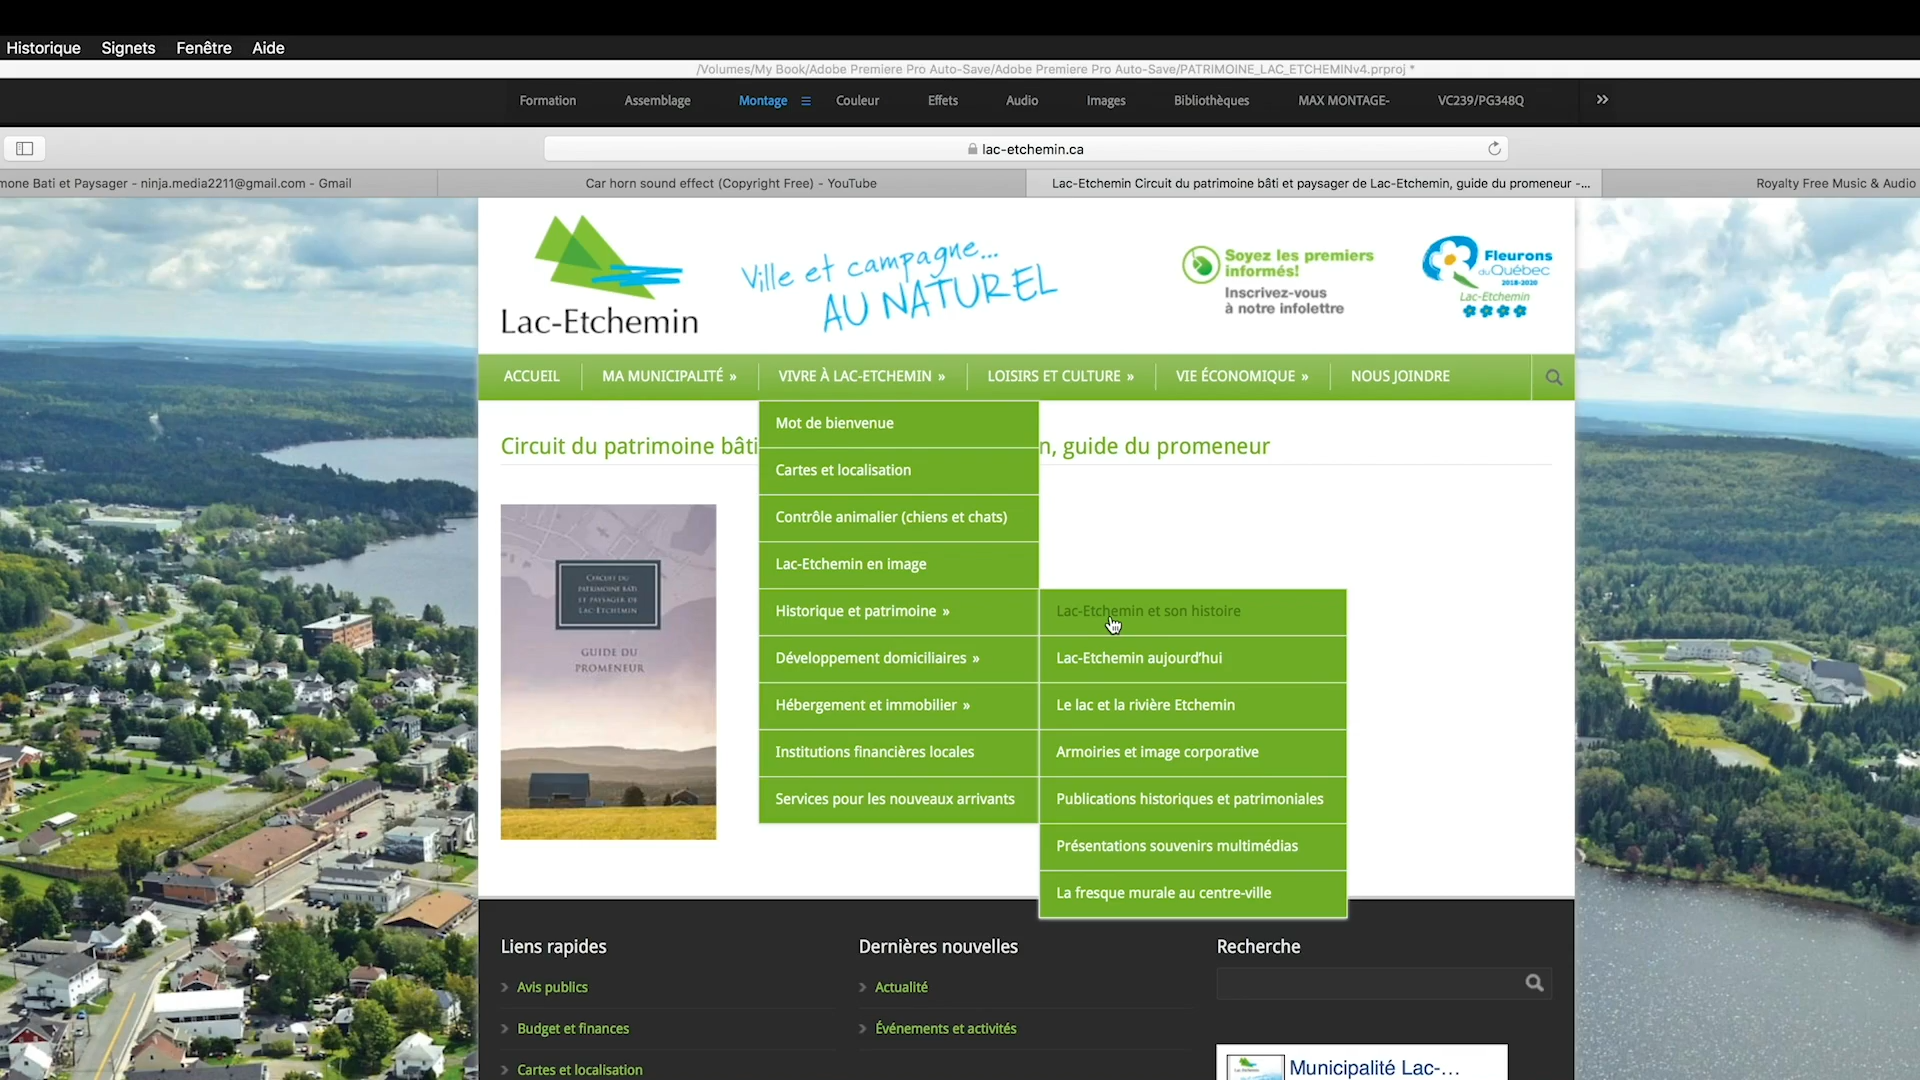 Historique Signets Fenêtre Aide
/Volumes/My Book/Adobe Premiere Pro Auto-Save/Adobe Premiere Pro Auto-Save/PATRIMOINE_LAC_ETCHEMINv4.prproj *
Formation Assemblage Montage Couleur Effets Audio Images Bibliothèques MAX MONTAGE- VC239/PG348Q
lac-etchemin.ca
mone Bati et Paysager - ninja.media2211@gmail.com - Gmail
Car horn sound effect (Copyright Free) - YouTube
Lac-Etchemin Circuit du patrimoine bâti et paysager de Lac-Etchemin, guide du promeneur -...
Royalty Free Music & Audio
Lac-Etchemin
Ville et campagne...
AU NATUREL
Soyez les premiers
informés!
Inscrivez-vous
à notre infolettre
Fleurons
du Québec
2018-2020
Lac-Etchemin
ACCUEIL MA MUNICIPALITÉ » VIVRE À LAC-ETCHEMIN » LOISIRS ET CULTURE » VIE ÉCONOMIQUE » NOUS JOINDRE
Circuit du patrimoine bâti n, guide du promeneur
Mot de bienvenue
Cartes et localisation
Contrôle animalier (chiens et chats)
Lac-Etchemin en image
Historique et patrimoine »
Développement domiciliaires »
Hébergement et immobilier »
Institutions financières locales
Services pour les nouveaux arrivants
Lac-Etchemin et son histoire
Lac-Etchemin aujourd'hui
Le lac et la rivière Etchemin
Armoiries et image corporative
Publications historiques et patrimoniales
Présentations souvenirs multimédias
La fresque murale au centre-ville
CIRCUIT DU
PATRIMOINE BÂTI
ET PAYSAGER DE
LAC-ETCHEMIN
GUIDE DU
PROMENEUR
Liens rapides
Avis publics
Budget et finances
Cartes et localisation
Dernières nouvelles
Actualité
Événements et activités
Recherche
Municipalité Lac-...